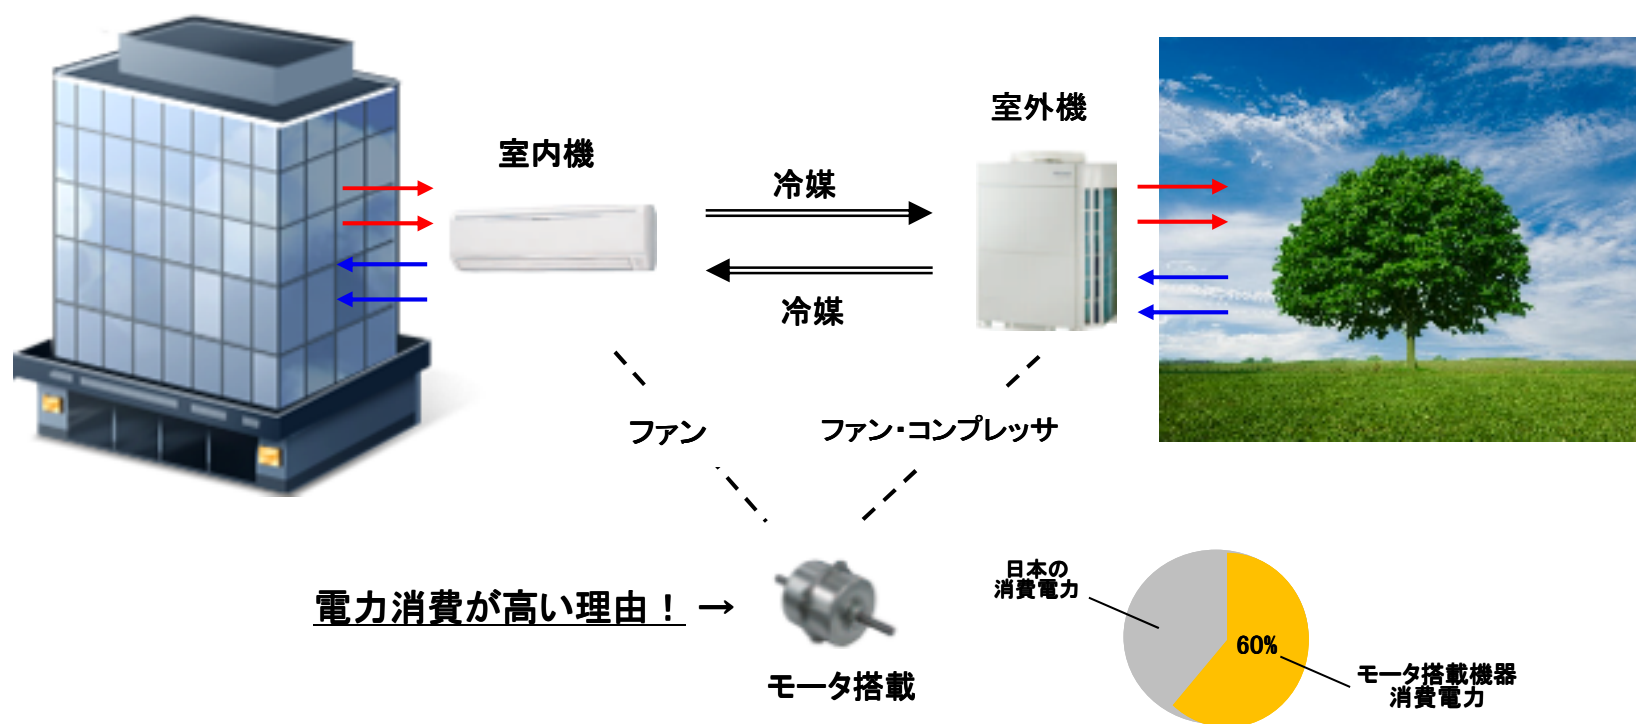 室外機
室内機
冷媒
冷媒
ファン
ファン・コンプレッサ
電力消費が高い理由！ →
モータ搭載
日本の
消費電力
60%
モータ搭載機器
消費電力